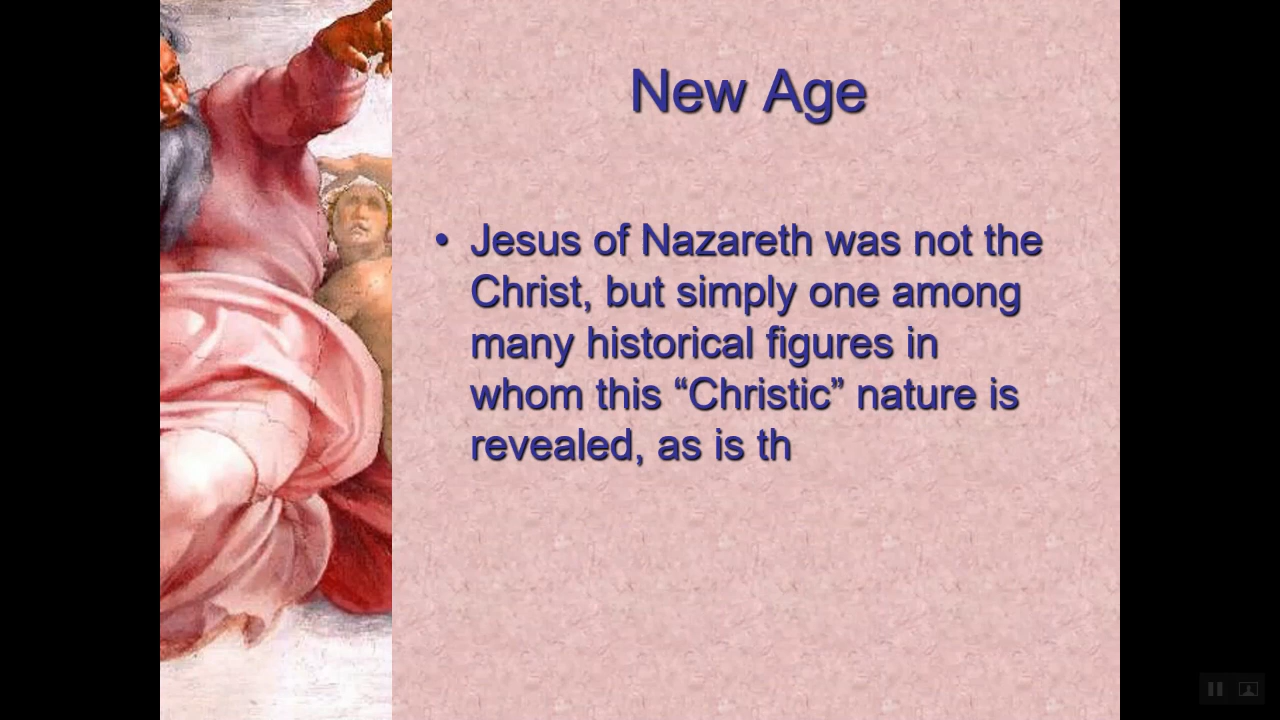 New Age
• Jesus of Nazareth was not the
Christ, but simply one among
many historical figures in
whom this “Christic” nature is
revealed, as is th